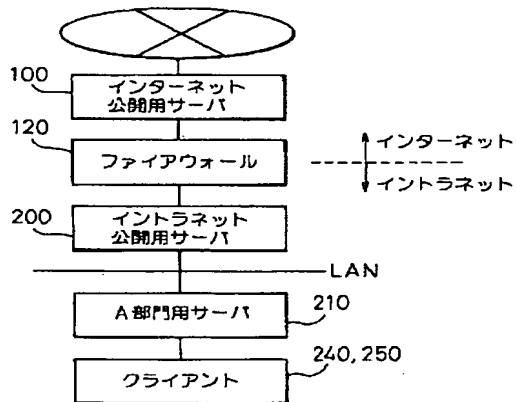 100
インターネット
公開用サーバ
120
ファイアウォール
インターネット
イントラネット
200
イントラネット
公開用サーバ
LAN
A部門用サーバ
210
クライアント
240, 250